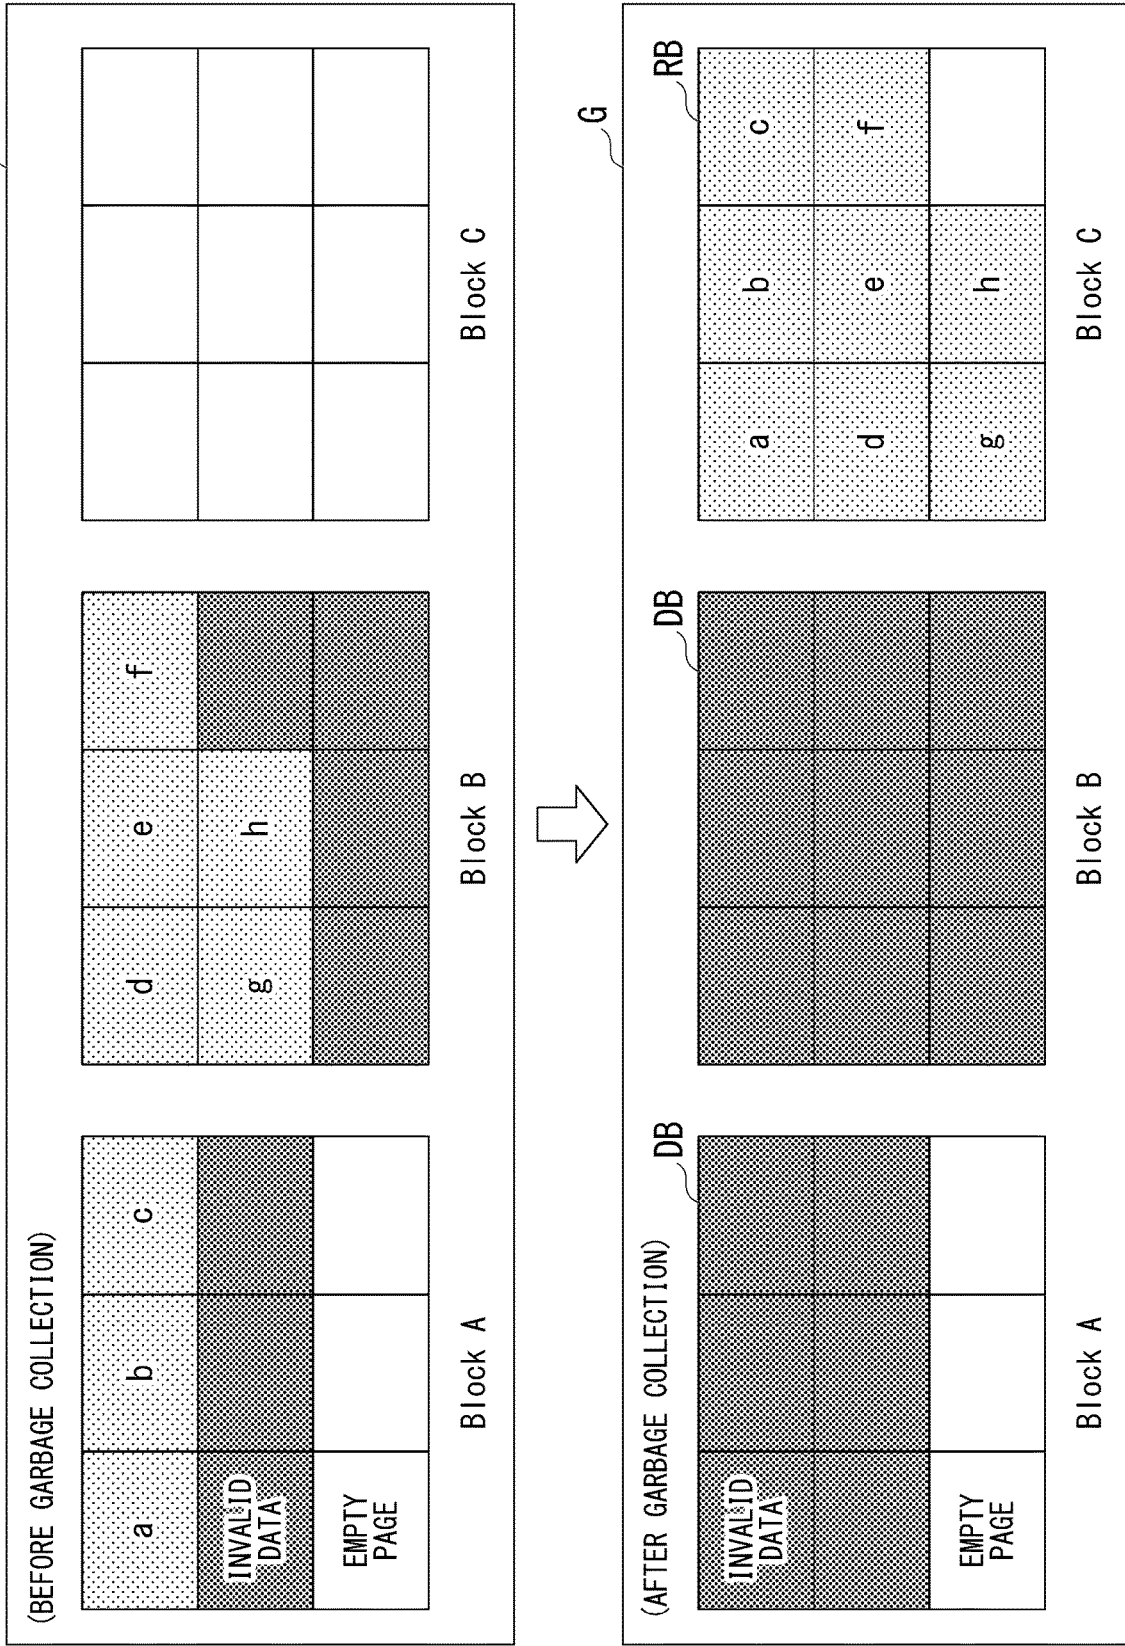 (BEFORE GARBAGE COLLECTION)
a b c
INVALID
DATA
EMPTY
PAGE
Block A
d e f
g h
Block B
Block C
G
(AFTER GARBAGE COLLECTION)
DB
INVALID
DATA
EMPTY
PAGE
Block A
DB
Block B
RB
a b c
d e f
g h
Block C